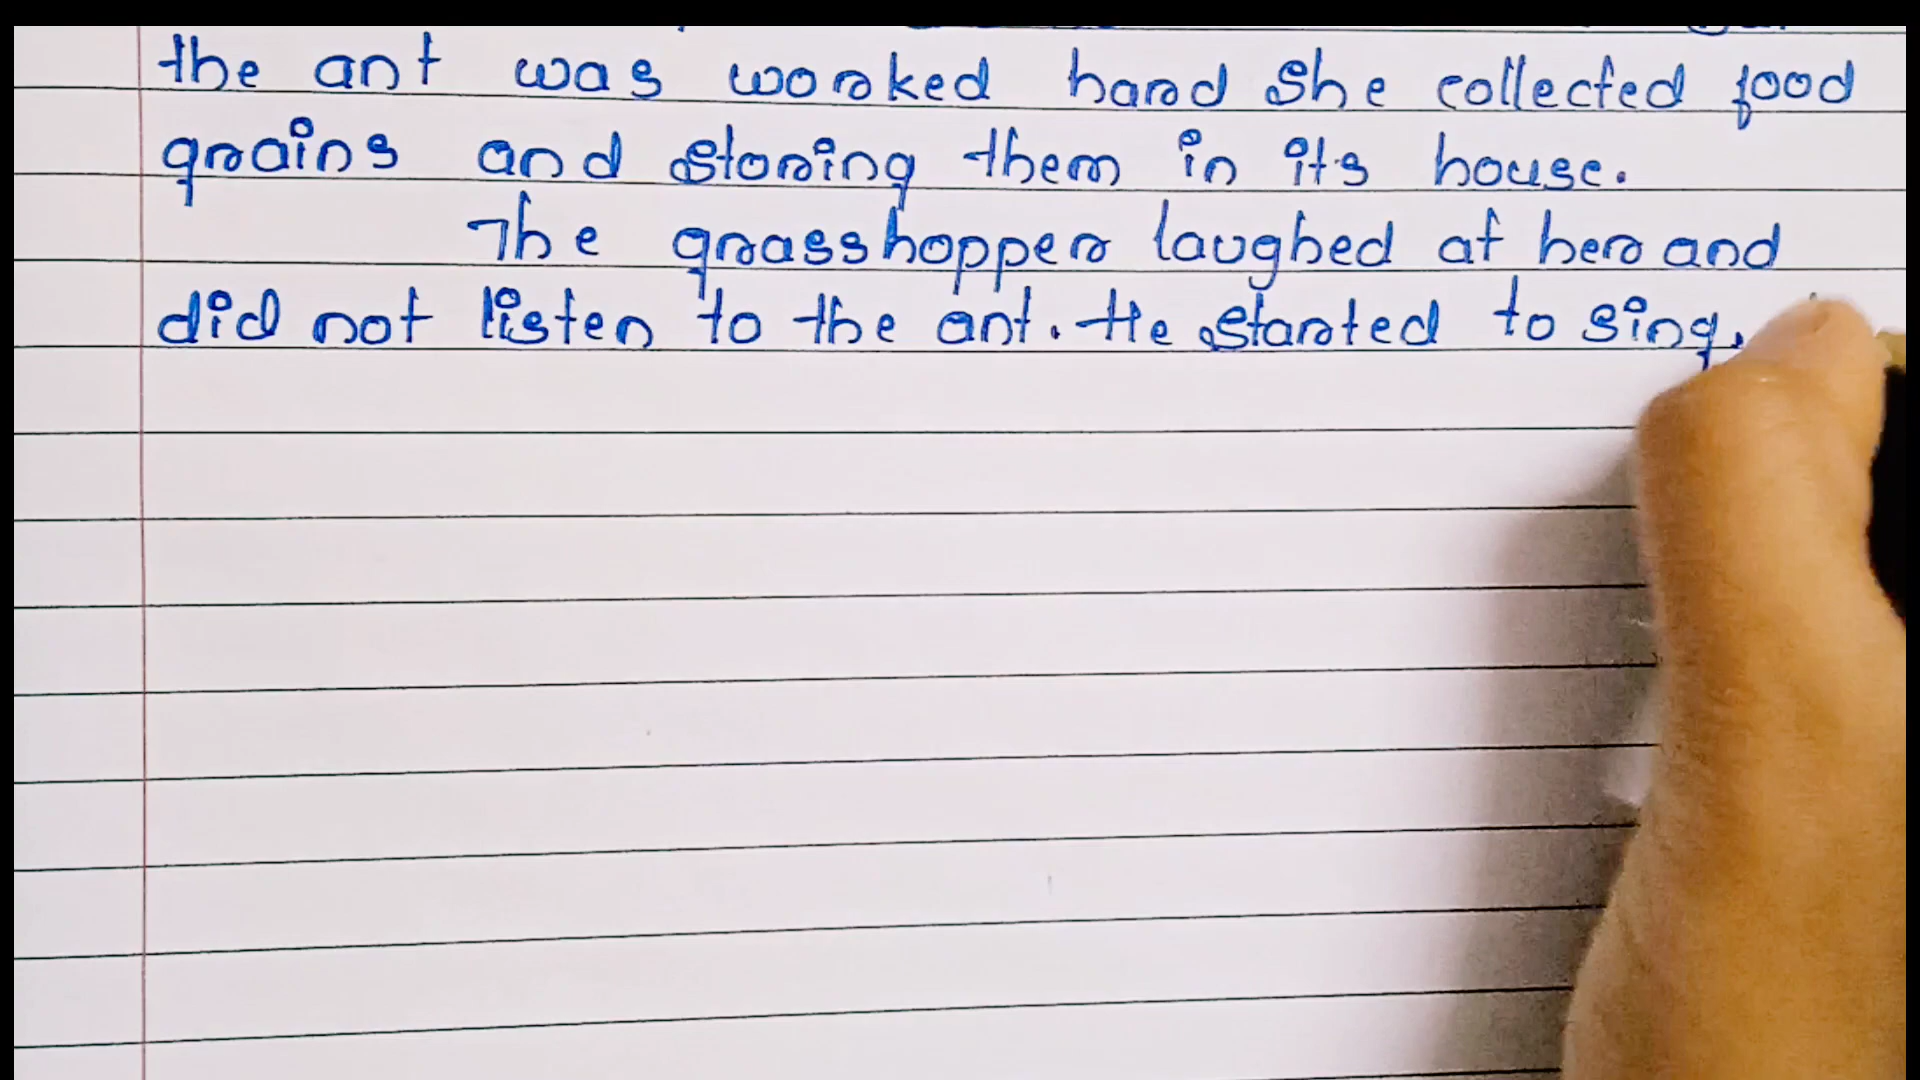 the ant was worked hard She collected food
grains and storing them in its house.
The grasshopper laughed at her and
did not listen to the ant. He started to sing.